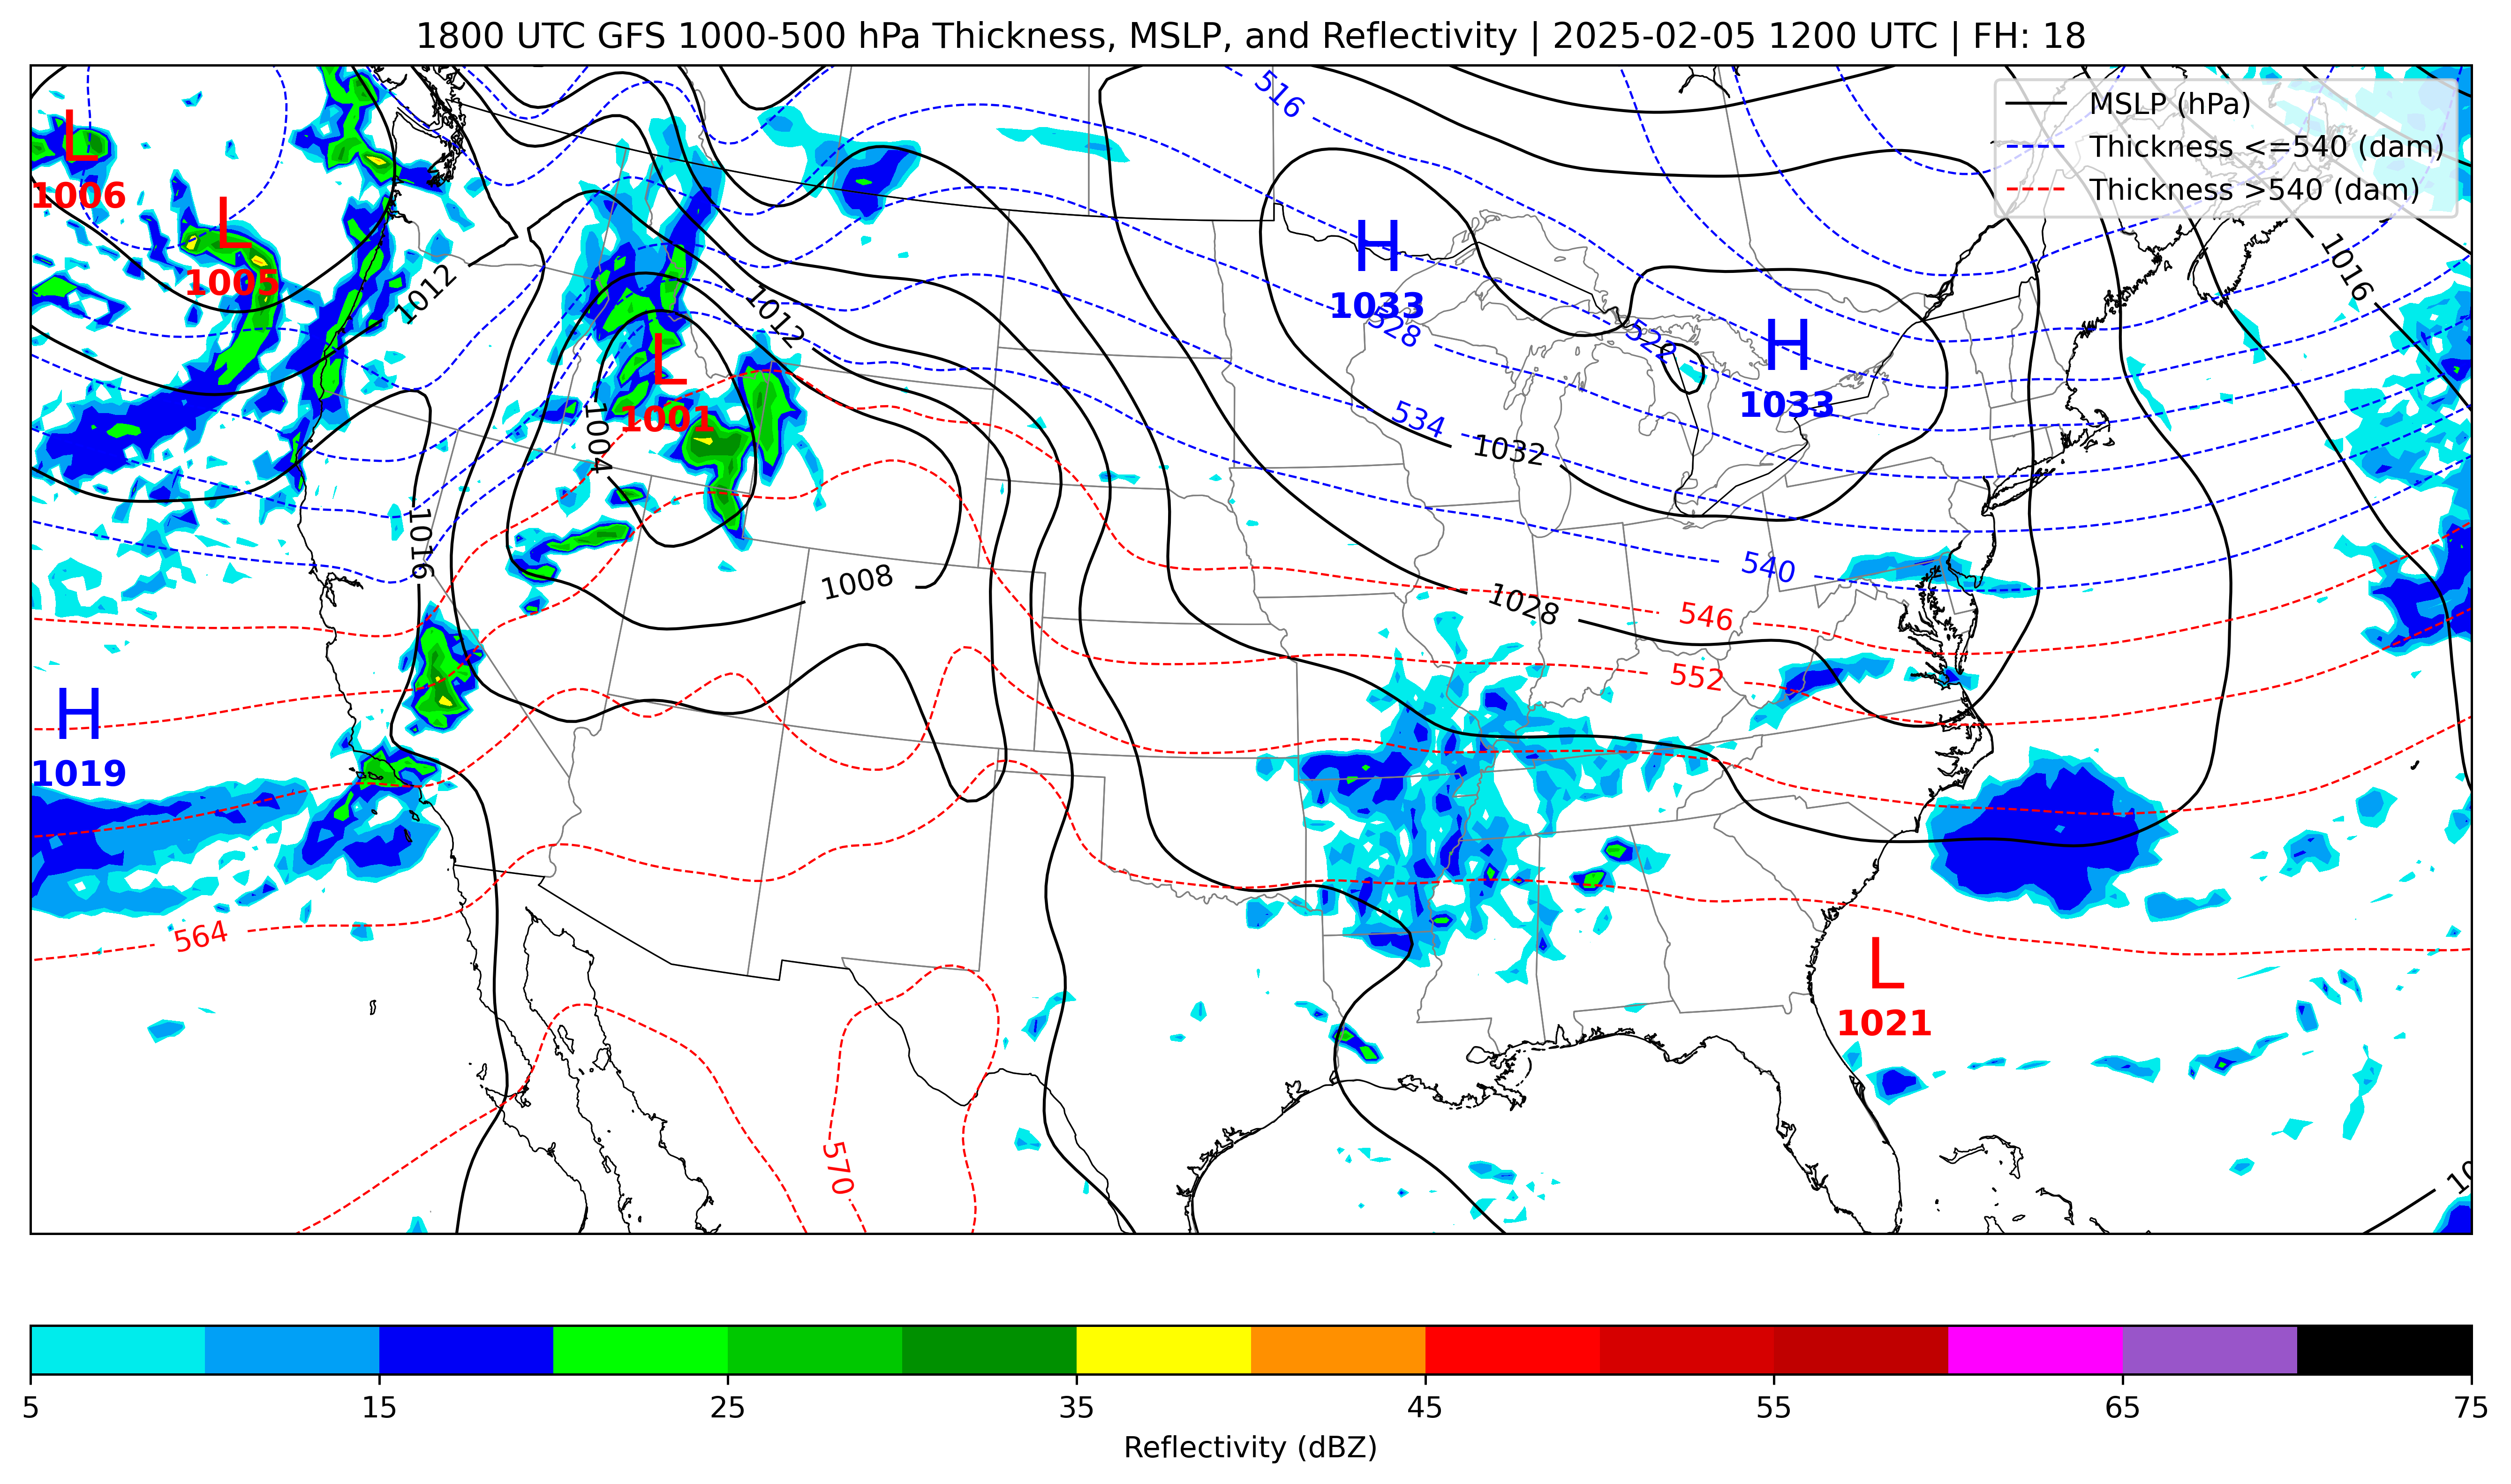 1800 UTC GFS 1000-500 hPa Thickness, MSLP, and Reflectivity | 2025-02-05 1200 UTC | FH: 18
MSLP (hPa)
Thickness <=540 (dam)
Thickness >540 (dam)
516
L
1006
L
1005
H
1033
1016
1012
1012
528
522
H
1033
L
1001
1004
534
1032
1016
1008
540
1028
546
552
H
1019
564
L
1021
570
10
5
15
25
35
45
55
65
75
Reflectivity (dBZ)